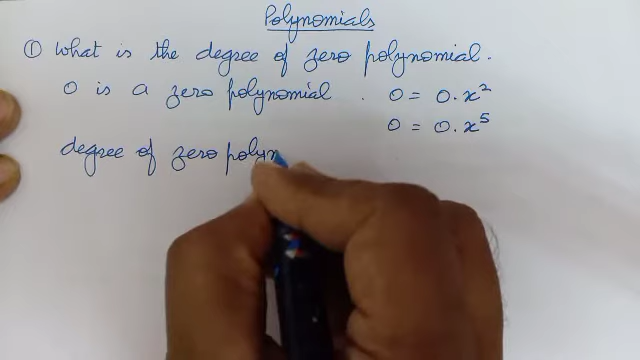 Polynomials
① What is the degree of zero polynomial.
0 is a zero polynomial. 0 = 0.x²
0 = 0.x⁵
degree of zero polyn